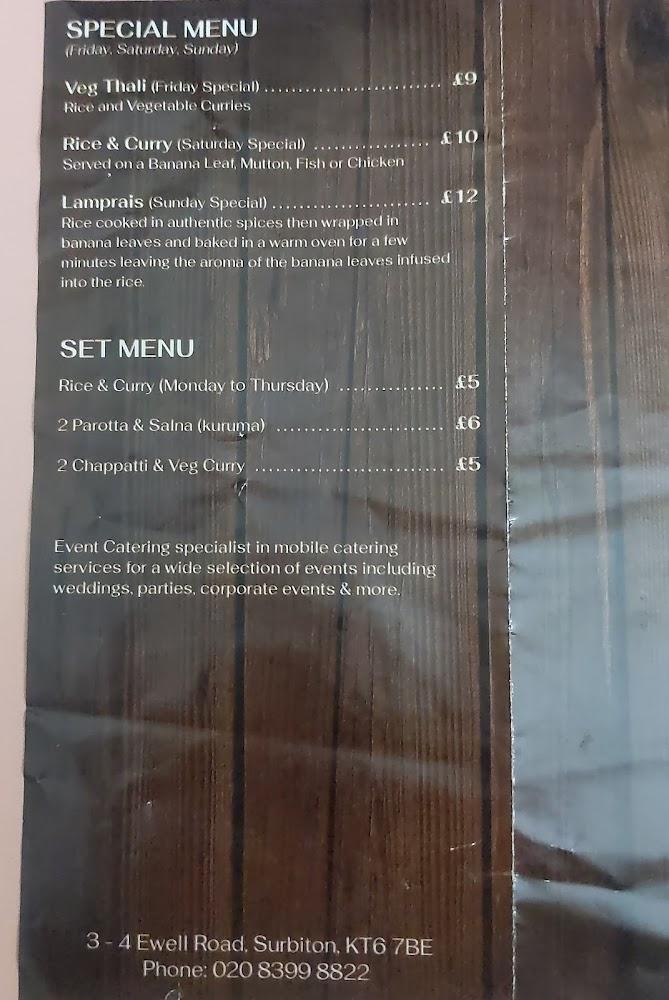 SPECIAL MENU
(Friday, Saturday, Sunday)
Veg Thali (Friday Special) .......................... £9
Rice and Vegetable Curries
Rice & Curry (Saturday Special) ................. £10
Served on a Banana Leaf, Mutton, Fish or Chicken
Lamprais (Sunday Special) ....................... £12
Rice cooked in authentic spices then wrapped in
banana leaves and baked in a warm oven for a few
minutes leaving the aroma of the banana leaves infused
into the rice.
SET MENU
Rice & Curry (Monday to Thursday) ............... £5
2 Parotta & Salna (kuruma) ........................ £6
2 Chappatti & Veg Curry ........................... £5
Event Catering specialist in mobile catering
services for a wide selection of events including
weddings, parties, corporate events & more.
3 - 4 Ewell Road, Surbiton, KT6 7BE
Phone: 020 8399 8822